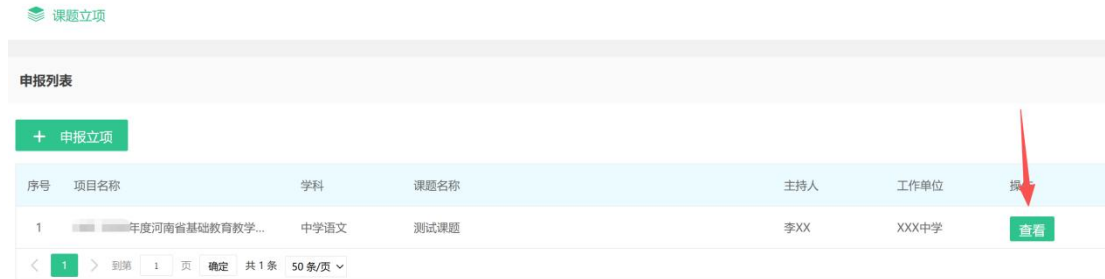 课题立项
申报列表
+ 申报立项
序号 项目名称 学科 课题名称 主持人 工作单位 操
1 年度河南省基础教育教学... 中学语文 测试课题 李XX XXX中学 查看
< 1 > 到第 1 页 确定 共 1 条 50 条/页